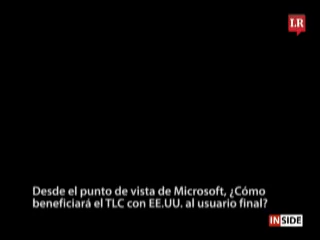 LR
Desde el punto de vista de Microsoft, ¿Cómo
beneficiará el TLC con EE.UU. al usuario final?
INSIDE